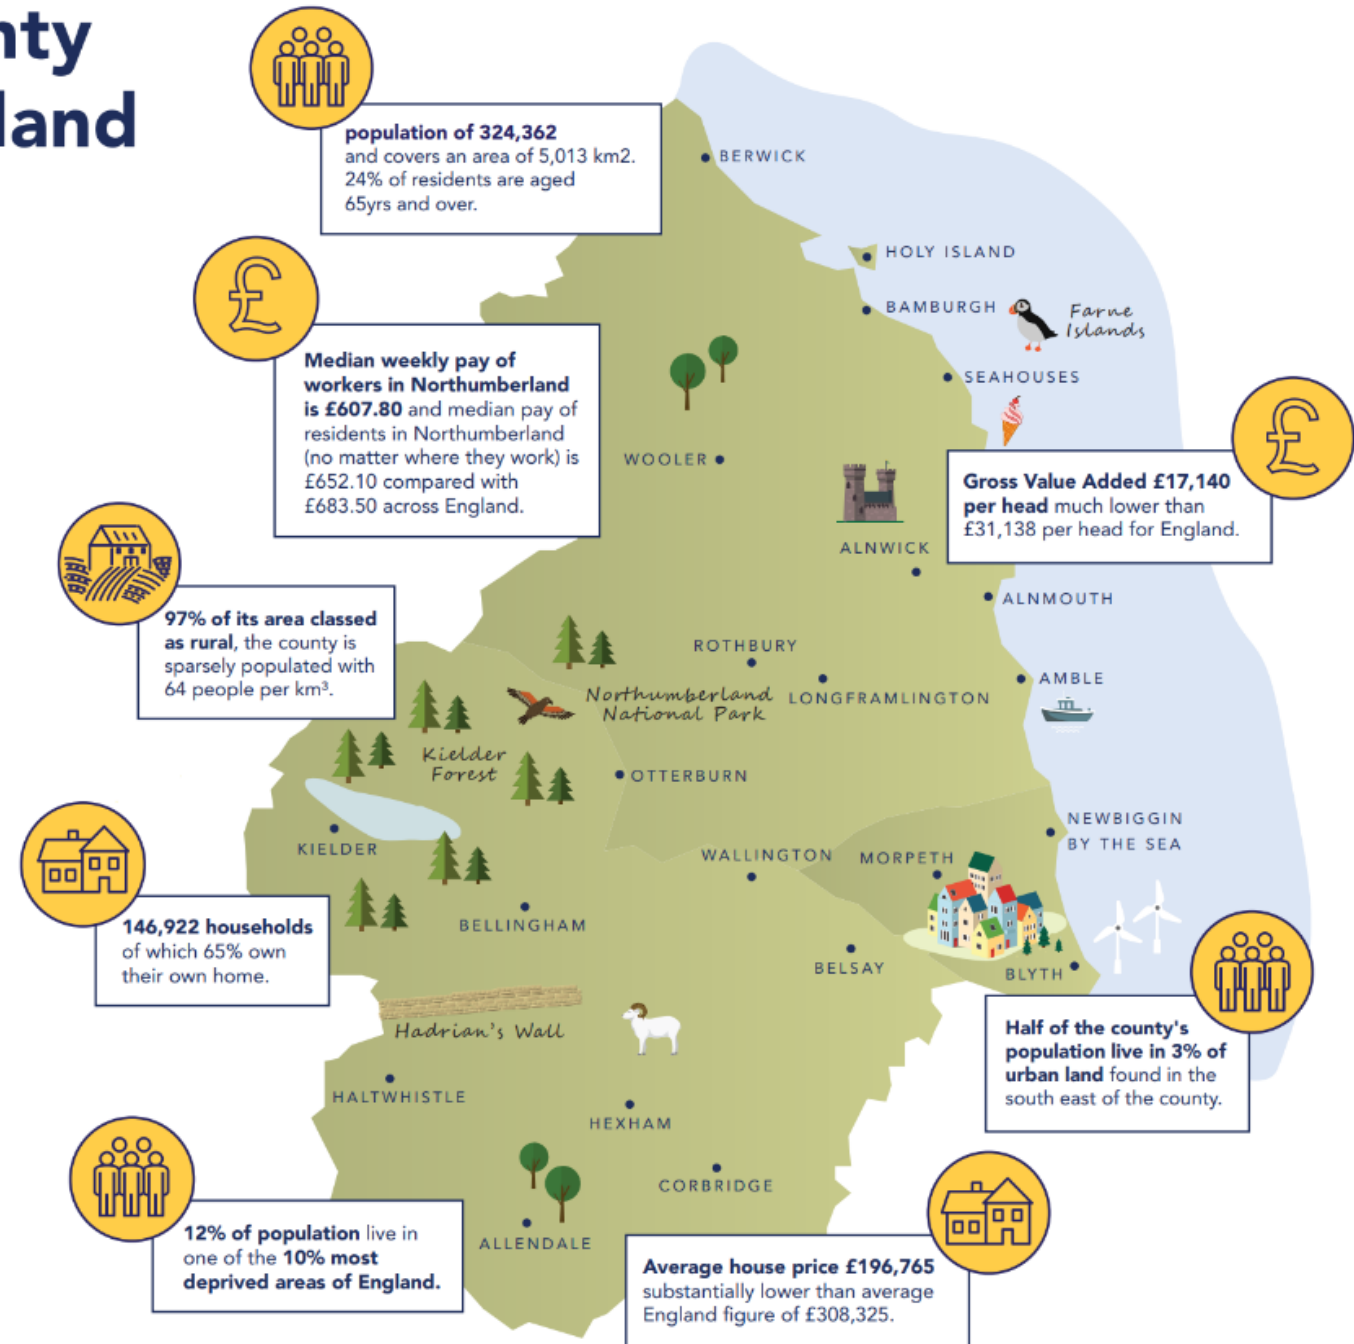 nty
land
population of 324,362
and covers an area of 5,013 km2.
24% of residents are aged
65yrs and over.
BERWICK
HOLY ISLAND
BAMBURGH
Farne
Islands
SEAHOUSES
Median weekly pay of
workers in Northumberland
is £607.80 and median pay of
residents in Northumberland
(no matter where they work) is
£652.10 compared with
£683.50 across England.
WOOLER
Gross Value Added £17,140
per head much lower than
£31,138 per head for England.
ALNWICK
ALNMOUTH
97% of its area classed
as rural, the county is
sparsely populated with
64 people per km³.
ROTHBURY
LONGFRAMLINGTON
AMBLE
Northumberland
National Park
Kielder
Forest
OTTERBURN
NEWBIGGIN
BY THE SEA
KIELDER
WALLINGTON
MORPETH
146,922 households
of which 65% own
their own home.
BELLINGHAM
BELSAY
BLYTH
Hadrian's Wall
Half of the county's
population live in 3% of
urban land found in the
south east of the county.
HALTWHISTLE
HEXHAM
CORBRIDGE
12% of population live in
one of the 10% most
deprived areas of England.
ALLENDALE
Average house price £196,765
substantially lower than average
England figure of £308,325.